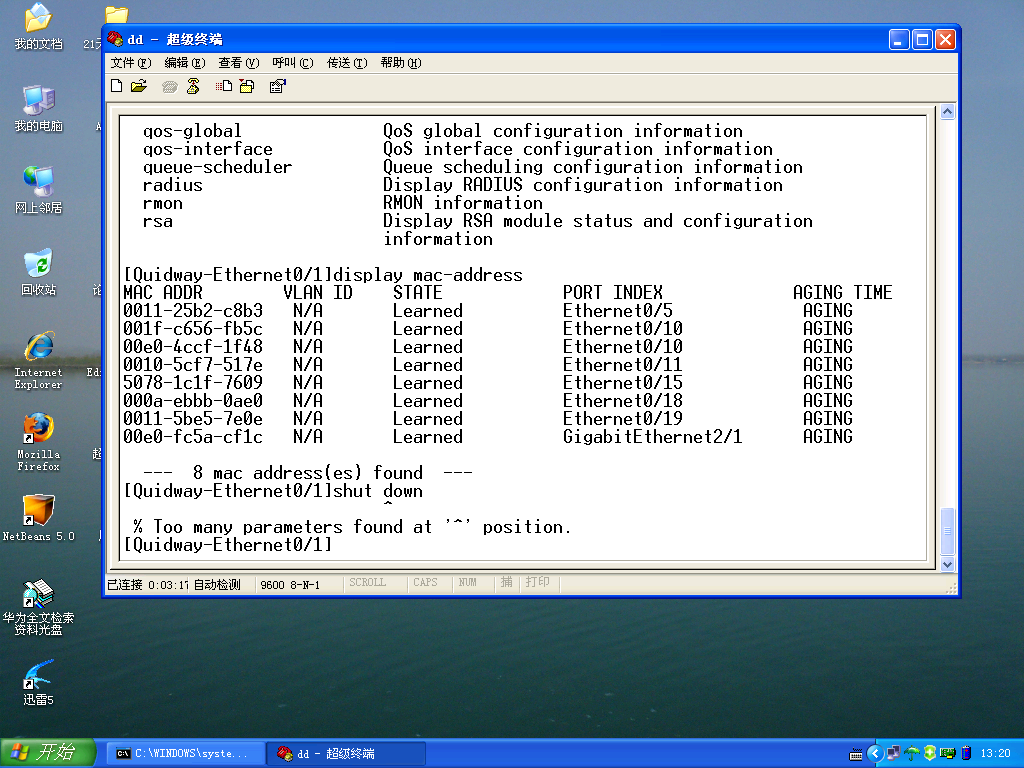 我的文档
21天
dd - 超级终端
文件(F) 编辑(E) 查看(V) 呼叫(C) 传送(T) 帮助(H)
我的电脑
网上邻居
回收站
Internet Explorer
Mozilla Firefox
NetBeans 5.0
华为全文检索
资料光盘
迅雷5
qos-global QoS global configuration information
qos-interface QoS interface configuration information
queue-scheduler Queue scheduling configuration information
radius Display RADIUS configuration information
rmon RMON information
rsa Display RSA module status and configuration
information
[Quidway-Ethernet0/1]display mac-address
MAC ADDR VLAN ID STATE PORT INDEX AGING TIME
0011-25b2-c8b3 N/A Learned Ethernet0/5 AGING
001f-c656-fb5c N/A Learned Ethernet0/10 AGING
00e0-4ccf-1f48 N/A Learned Ethernet0/10 AGING
0010-5cf7-517e N/A Learned Ethernet0/11 AGING
5078-1c1f-7609 N/A Learned Ethernet0/15 AGING
000a-ebbb-0ae0 N/A Learned Ethernet0/18 AGING
0011-5be5-7e0e N/A Learned Ethernet0/19 AGING
00e0-fc5a-cf1c N/A Learned GigabitEthernet2/1 AGING
--- 8 mac address(es) found ---
[Quidway-Ethernet0/1]shut down
^
% Too many parameters found at '^' position.
[Quidway-Ethernet0/1]
已连接 0:03:17 自动检测 9600 8-N-1 SCROLL CAPS NUM 捕 打印
开始 C:\WINDOWS\syste... dd - 超级终端 13:20